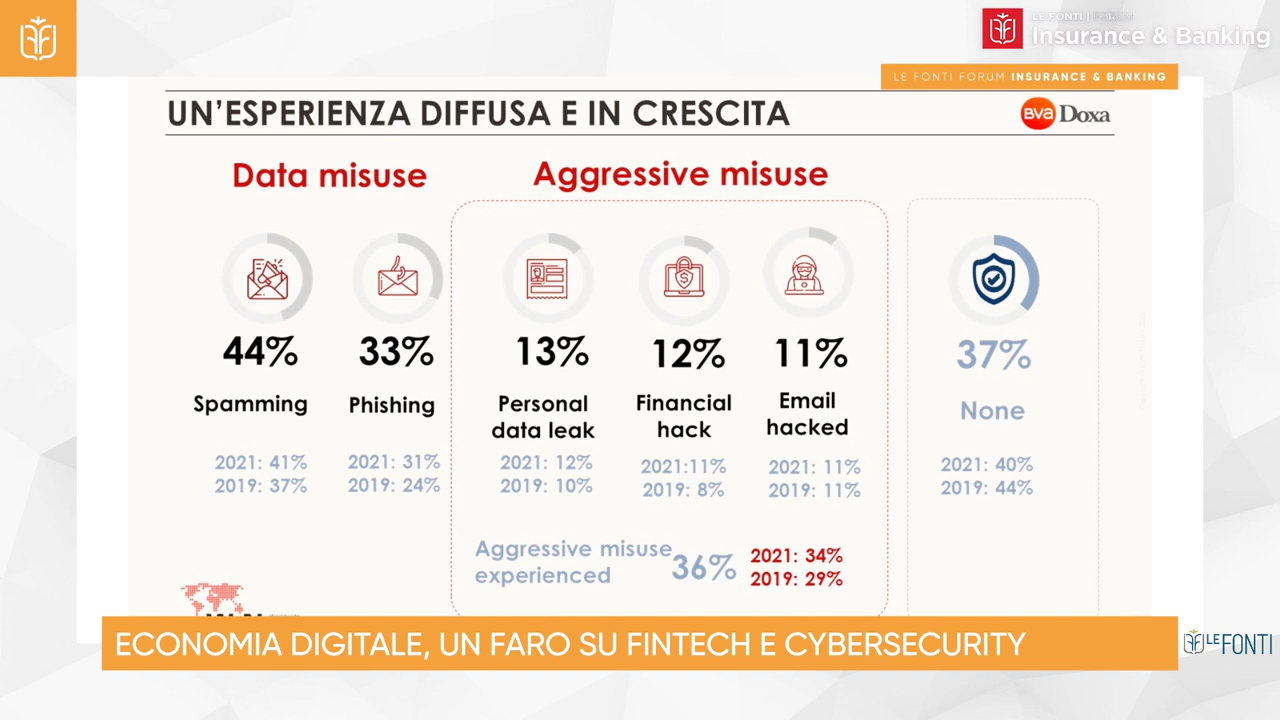 LE FONTI
Insurance & Banking
LE FONTI FORUM INSURANCE & BANKING
UN'ESPERIENZA DIFFUSA E IN CRESCITA
BVA Doxa
Data misuse
Aggressive misuse
44%
33%
13%
12%
11%
37%
Spamming
Phishing
Personal
data leak
Financial
hack
Email
hacked
None
2021: 41%
2019: 37%
2021: 31%
2019: 24%
2021: 12%
2019: 10%
2021:11%
2019: 8%
2021: 11%
2019: 11%
2021: 40%
2019: 44%
Aggressive misuse
experienced
36%
2021: 34%
2019: 29%
ECONOMIA DIGITALE, UN FARO SU FINTECH E CYBERSECURITY
LE FONTI